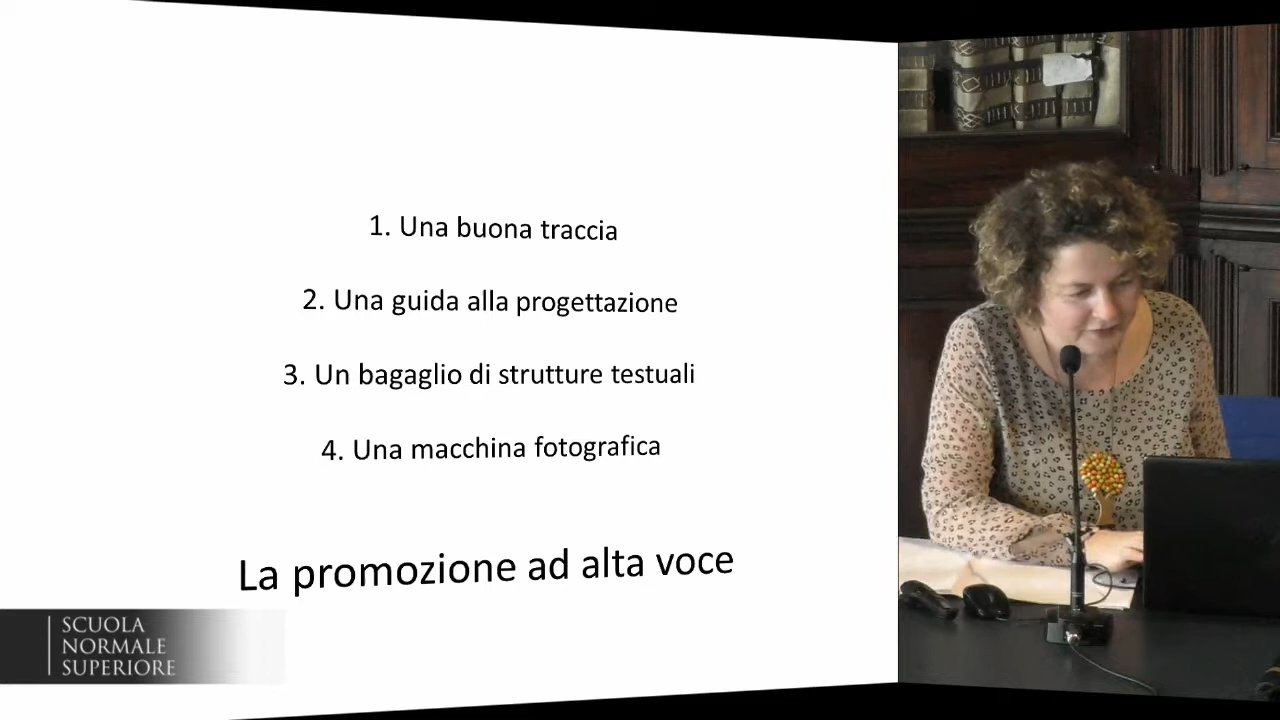 1. Una buona traccia
2. Una guida alla progettazione
3. Un bagaglio di strutture testuali
4. Una macchina fotografica
La promozione ad alta voce
SCUOLA
NORMALE
SUPERIORE